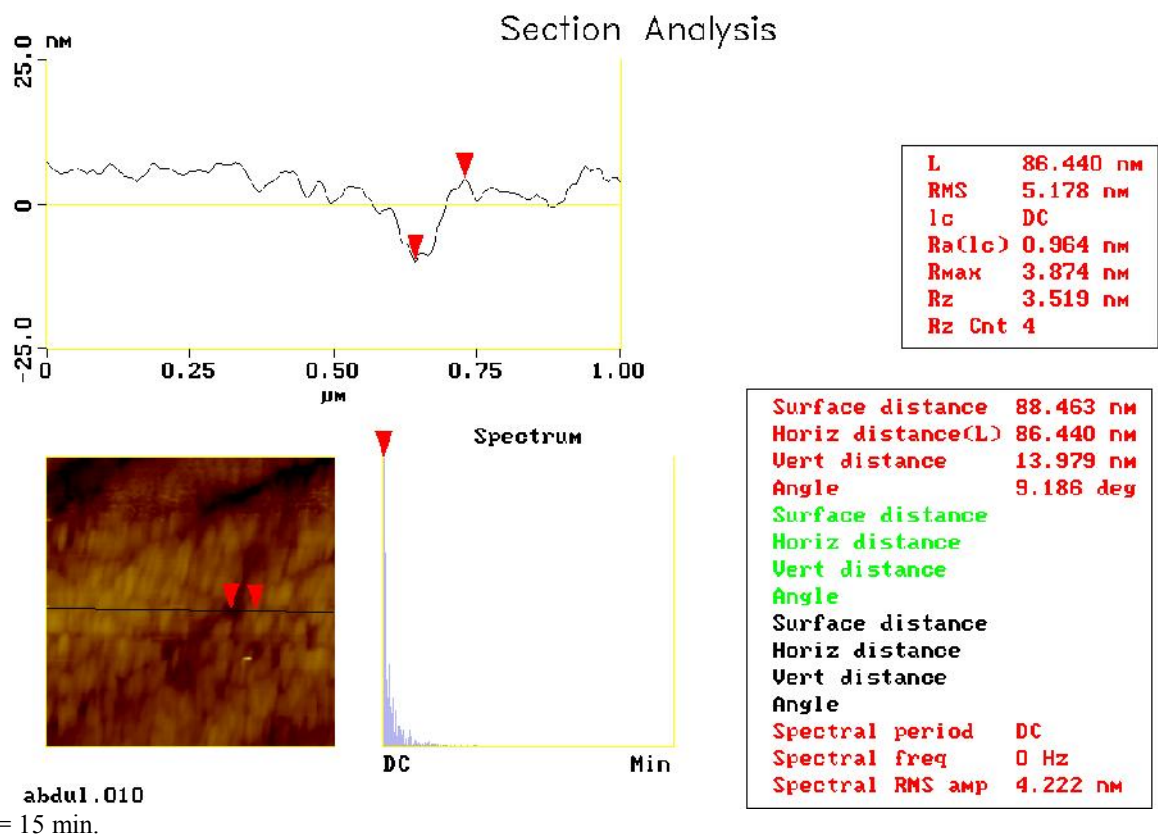 Section Analysis
25.0 nM
0
-25.0
0 0.25 0.50 0.75 1.00
µM
L 86.440 nM
RMS 5.178 nM
lc DC
Ra(lc) 0.964 nM
RMax 3.874 nM
Rz 3.519 nM
Rz Cnt 4
Spectrum
DC Min
Surface distance 88.463 nM
Horiz distance(L) 86.440 nM
Vert distance 13.979 nM
Angle 9.186 deg
Surface distance
Horiz distance
Vert distance
Angle
Surface distance
Horiz distance
Vert distance
Angle
Spectral period DC
Spectral freq 0 Hz
Spectral RMS amp 4.222 nM
abdul.010
= 15 min.